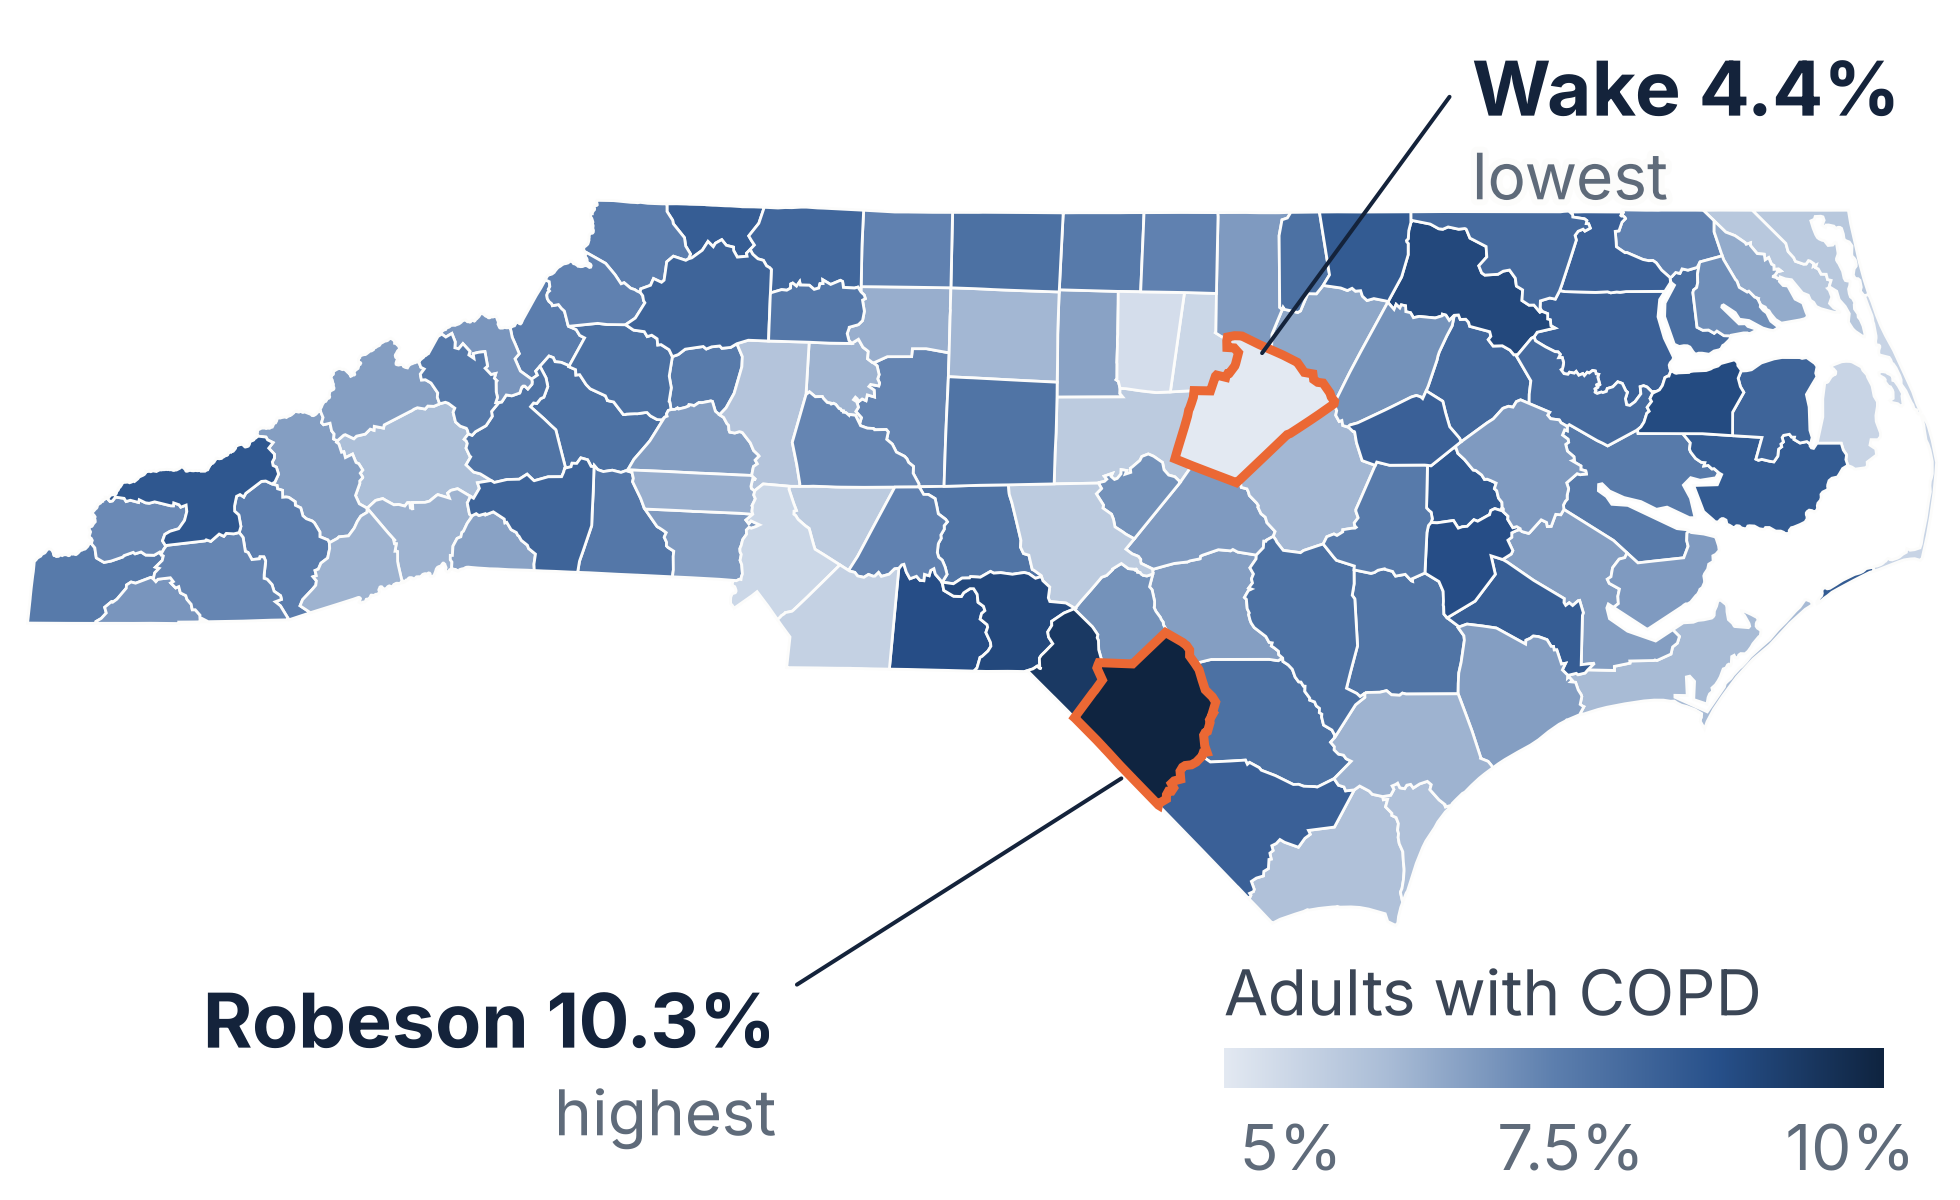 Wake 4.4%
lowest
Robeson 10.3%
highest
Adults with COPD
5% 7.5% 10%